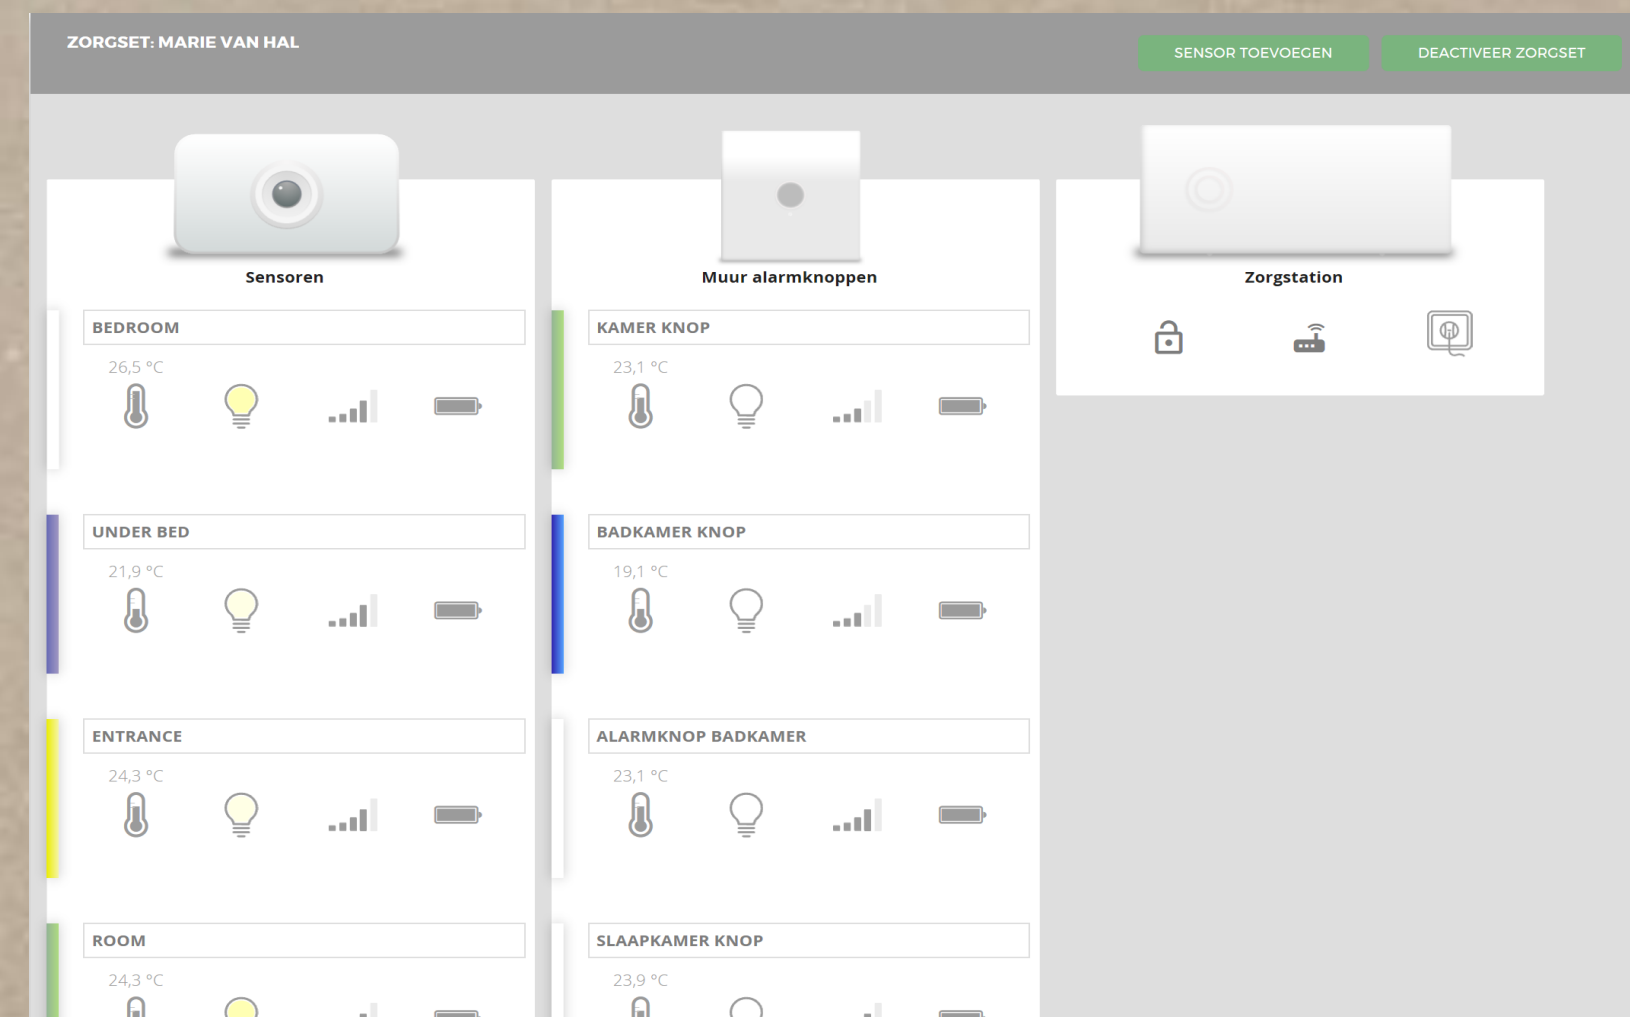 ZORGSET: MARIE VAN HAL
SENSOR TOEVOEGEN
DEACTIVEER ZORGSET
Sensoren
BEDROOM
26,5 °C
UNDER BED
21,9 °C
ENTRANCE
24,3 °C
ROOM
24,3 °C
Muur alarmknoppen
KAMER KNOP
23,1 °C
BADKAMER KNOP
19,1 °C
ALARMKNOP BADKAMER
23,1 °C
SLAAPKAMER KNOP
23,9 °C
Zorgstation